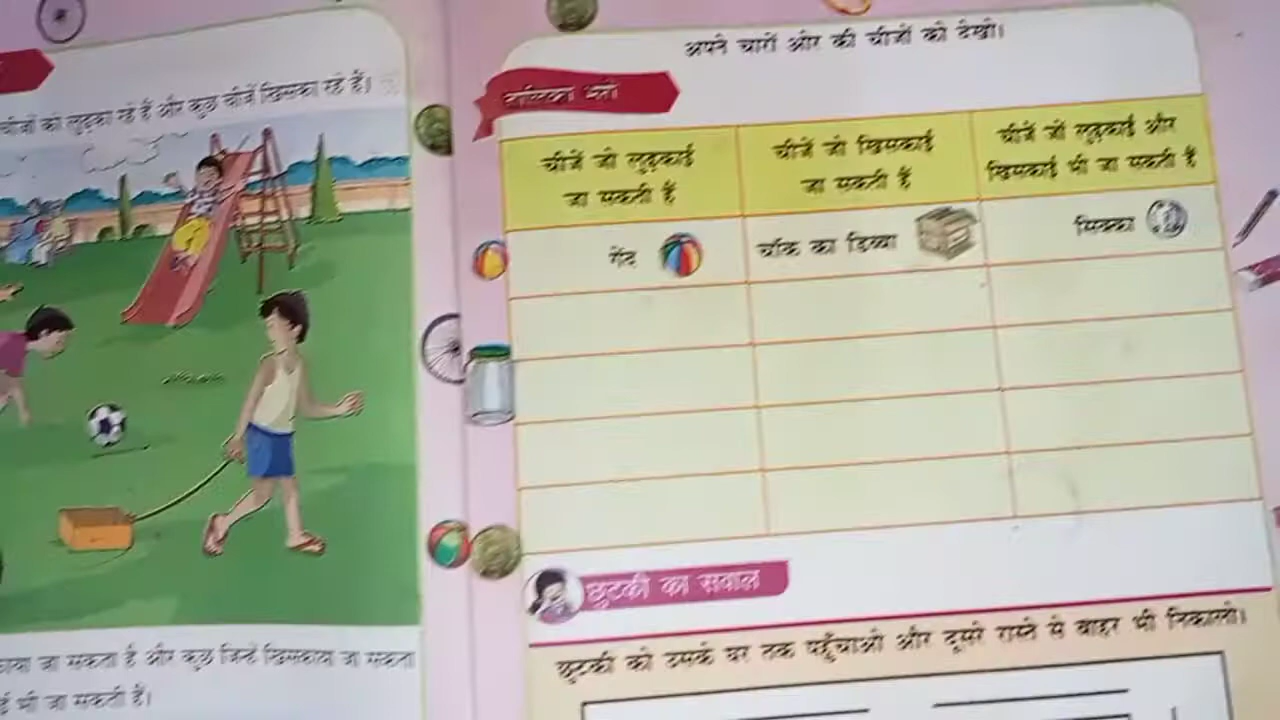 चीजों को लुढ़का रहे हैं और कुछ चीजें खिसका रहे हैं।
जा सकता है और कुछ जिन्हें खिसकाया जा सकता
भी जा सकती हैं।
अपने चारों ओर की चीजों को देखो।
तालिका भरो
चीजें जो लुढ़काई
जा सकती हैं
चीजें जो खिसकाई
जा सकती हैं
चीजें जो लुढ़काई और
खिसकाई भी जा सकती हैं
गेंद
चॉक का डिब्बा
सिक्का
छुटकी का सवाल
छुटकी को उसके घर तक पहुँचाओ और दूसरे रास्ते से बाहर भी निकालो।